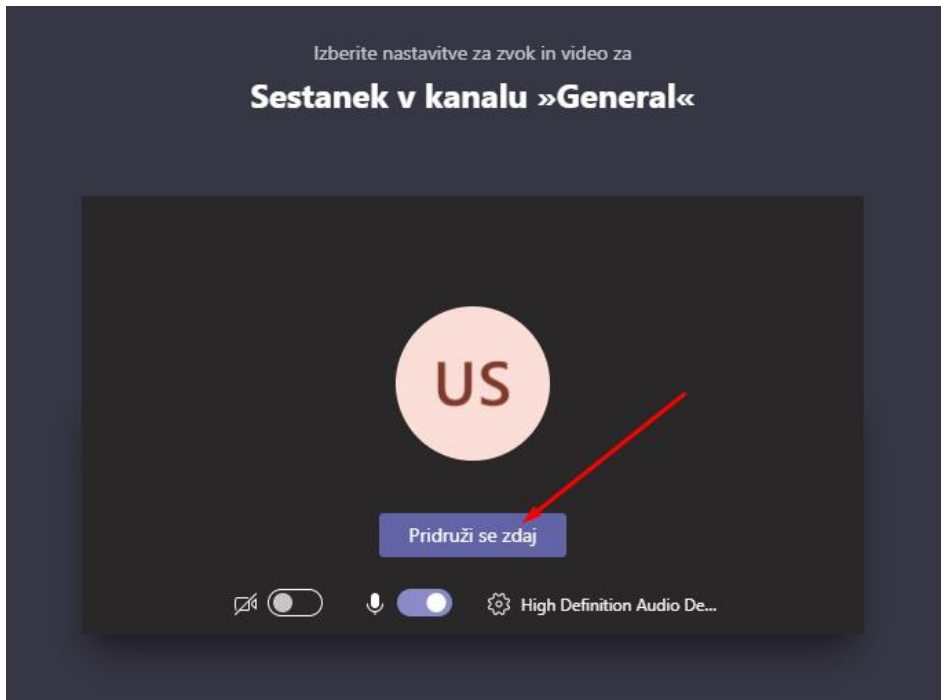 Izberite nastavitve za zvok in video za
Sestanek v kanalu »General«
US
Pridruži se zdaj
High Definition Audio De...